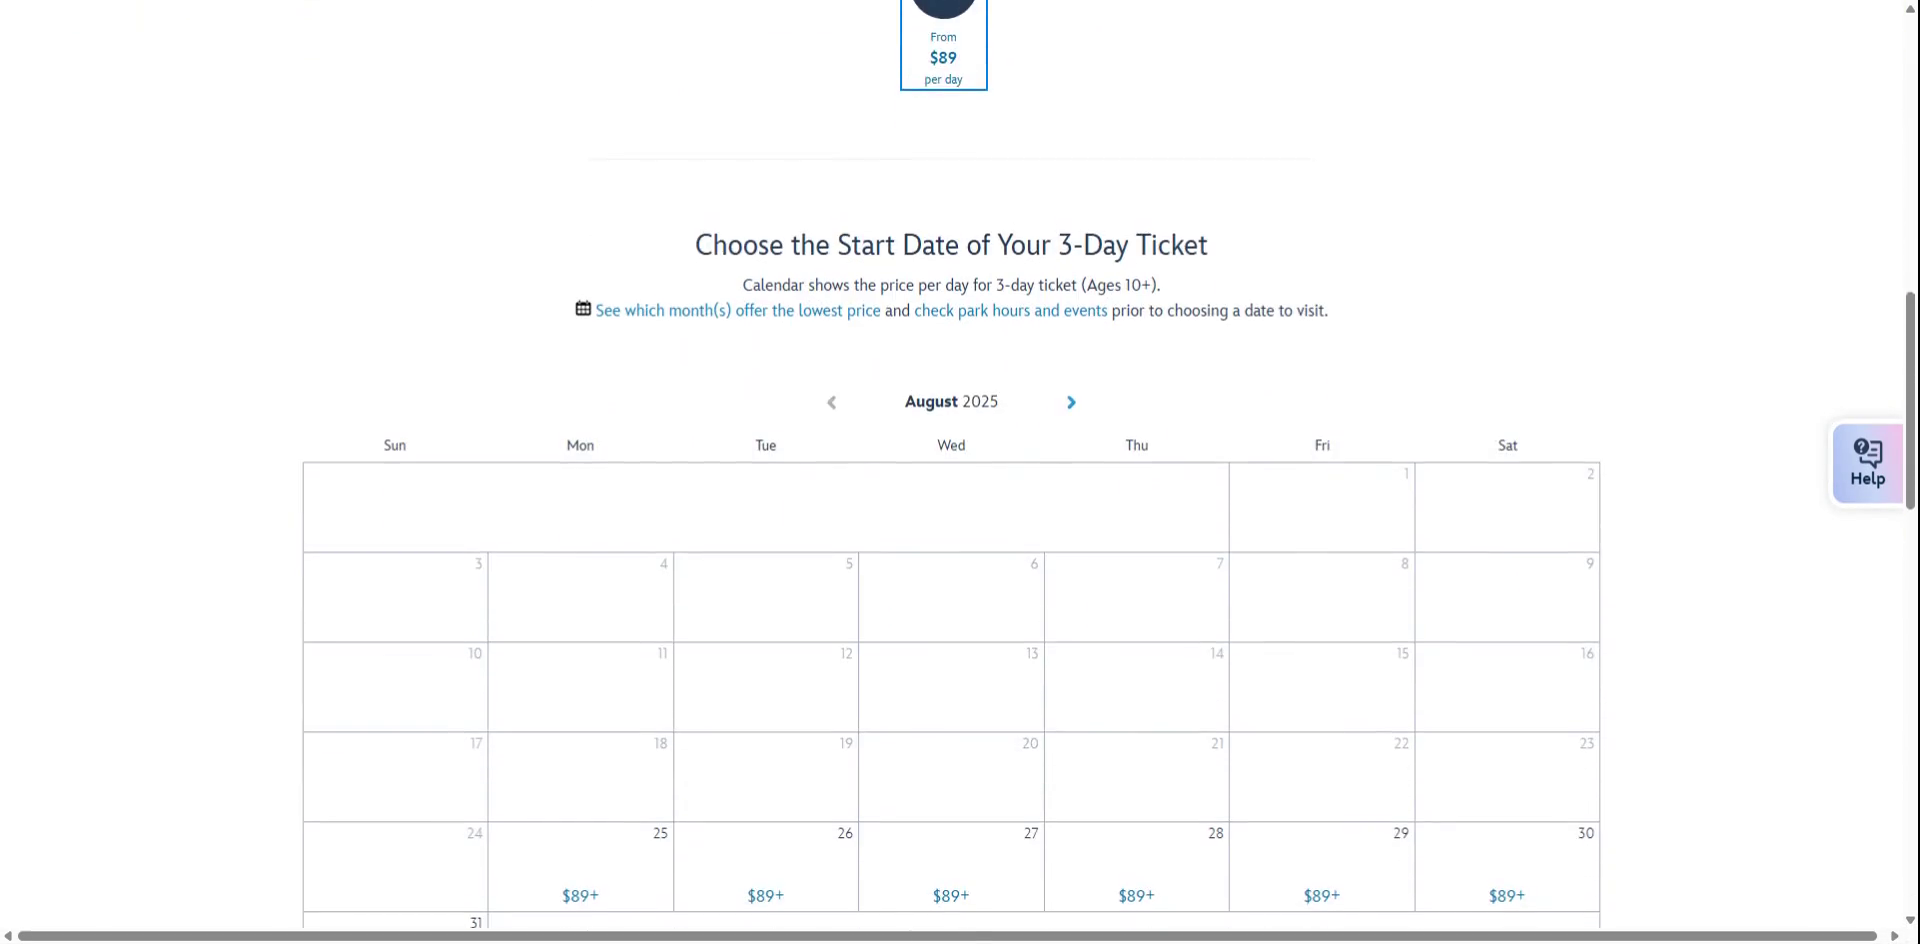 From
$89
per day
Choose the Start Date of Your 3-Day Ticket
Calendar shows the price per day for 3-day ticket (Ages 10+).
See which month(s) offer the lowest price and check park hours and events prior to choosing a date to visit.
August 2025
Sun Mon Tue Wed Thu Fri Sat
1 2
3 4 5 6 7 8 9
10 11 12 13 14 15 16
17 18 19 20 21 22 23
24 25 26 27 28 29 30
$89+ $89+ $89+ $89+ $89+ $89+
31
Help